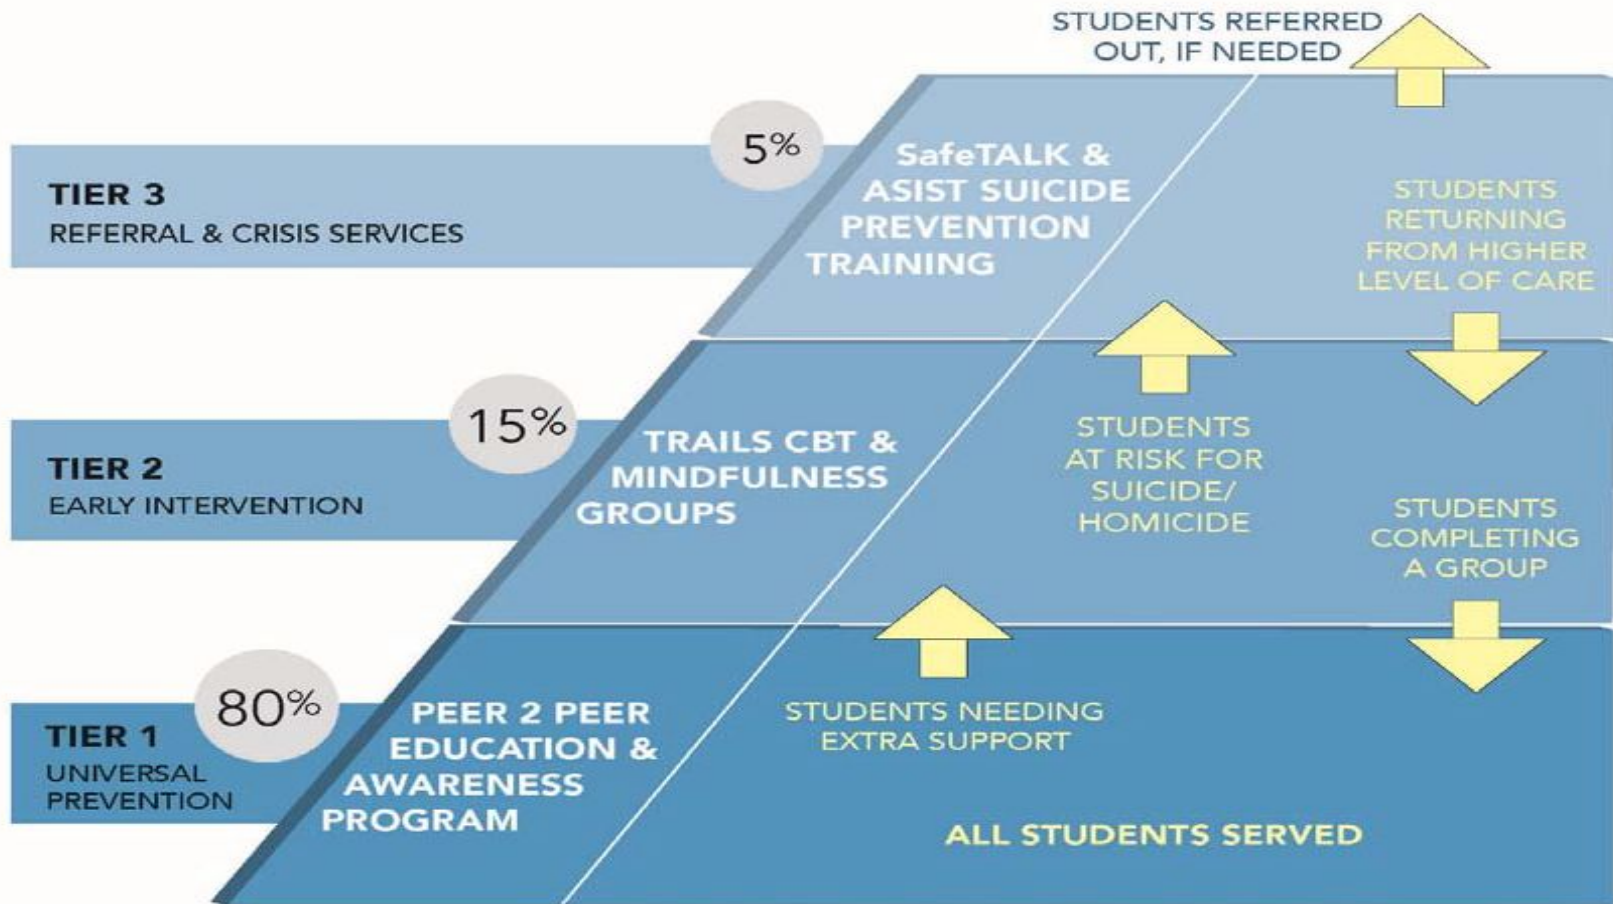 STUDENTS REFERRED
OUT, IF NEEDED
5%
TIER 3
REFERRAL & CRISIS SERVICES
SafeTALK &
ASIST SUICIDE
PREVENTION
TRAINING
STUDENTS
RETURNING
FROM HIGHER
LEVEL OF CARE
15%
TIER 2
EARLY INTERVENTION
TRAILS CBT &
MINDFULNESS
GROUPS
STUDENTS
AT RISK FOR
SUICIDE/
HOMICIDE
STUDENTS
COMPLETING
A GROUP
80%
TIER 1
UNIVERSAL
PREVENTION
PEER 2 PEER
EDUCATION &
AWARENESS
PROGRAM
STUDENTS NEEDING
EXTRA SUPPORT
ALL STUDENTS SERVED